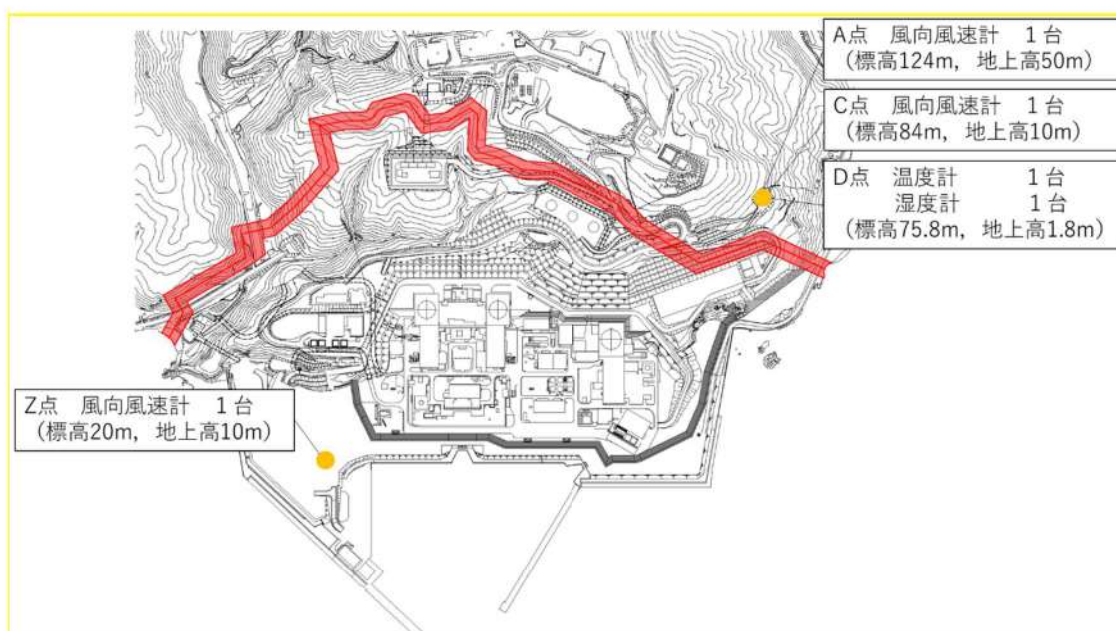 A点　風向風速計　1台
（標高124m，地上高50m）
C点　風向風速計　1台
（標高84m，地上高10m）
D点　温度計　　　1台
　　　湿度計　　　1台
（標高75.8m，地上高1.8m）
Z点　風向風速計　1台
（標高20m，地上高10m）